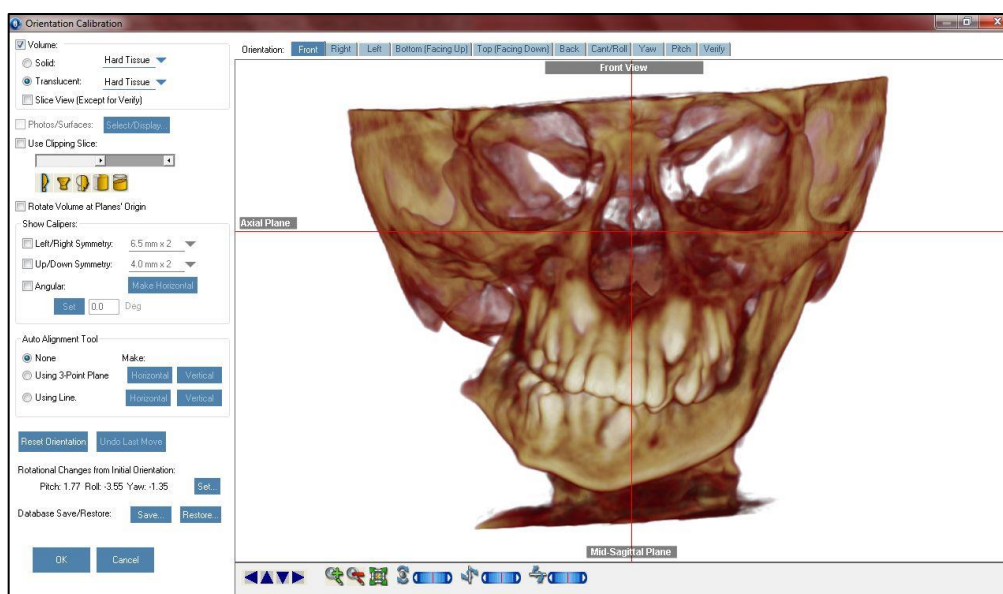 Orientation Calibration
Volume:
Solid: Hard Tissue
Translucent: Hard Tissue
Slice View (Except for Verify)
Photos/Surfaces: Select/Display...
Use Clipping Slice:
Rotate Volume at Planes' Origin
Show Calipers:
Left/Right Symmetry: 6.5 mm x 2
Up/Down Symmetry: 4.0 mm x 2
Angular: Make Horizontal
Set 0.0 Deg
Auto Alignment Tool
None Make:
Using 3-Point Plane Horizontal Vertical
Using Line. Horizontal Vertical
Reset Orientation Undo Last Move
Rotational Changes from Initial Orientation:
Pitch: 1.77 Roll: -3.55 Yaw: -1.35 Set...
Database Save/Restore: Save... Restore...
OK Cancel
Orientation: Front Right Left Bottom (Facing Up) Top (Facing Down) Back Cant/Roll Yaw Pitch Verify
Front View
Axial Plane
Mid-Sagittal Plane